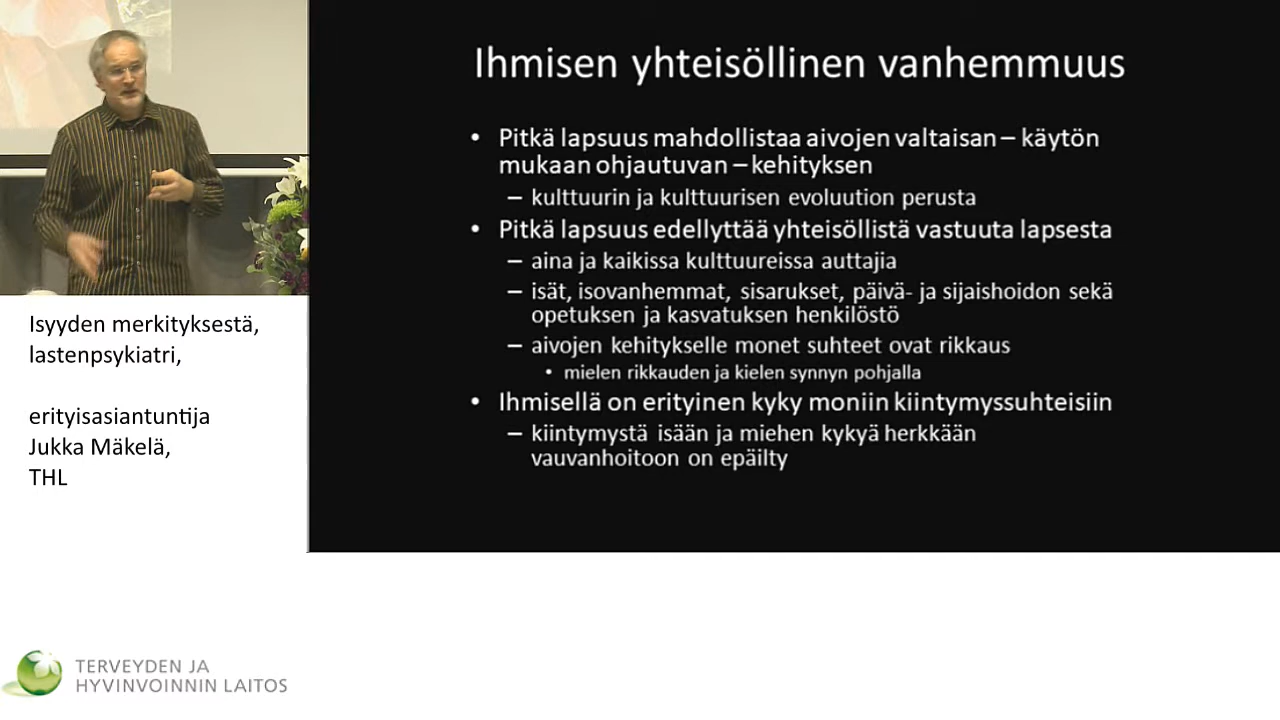 Ihmisen yhteisöllinen vanhemmuus
• Pitkä lapsuus mahdollistaa aivojen valtaisan – käytön
mukaan ohjautuvan – kehityksen
– kulttuurin ja kulttuurisen evoluution perusta
• Pitkä lapsuus edellyttää yhteisöllistä vastuuta lapsesta
– aina ja kaikissa kulttuureissa auttajia
– isät, isovanhemmat, sisarukset, päivä- ja sijaishoidon sekä
opetuksen ja kasvatuksen henkilöstö
– aivojen kehitykselle monet suhteet ovat rikkaus
• mielen rikkauden ja kielen synnyn pohjalla
• Ihmisellä on erityinen kyky moniin kiintymyssuhteisiin
– kiintymystä isään ja miehen kykyä herkkään
vauvanhoitoon on epäilty
Isyyden merkityksestä,
lastenpsykiatri,
erityisasiantuntija
Jukka Mäkelä,
THL
TERVEYDEN JA
HYVINVOINNIN LAITOS